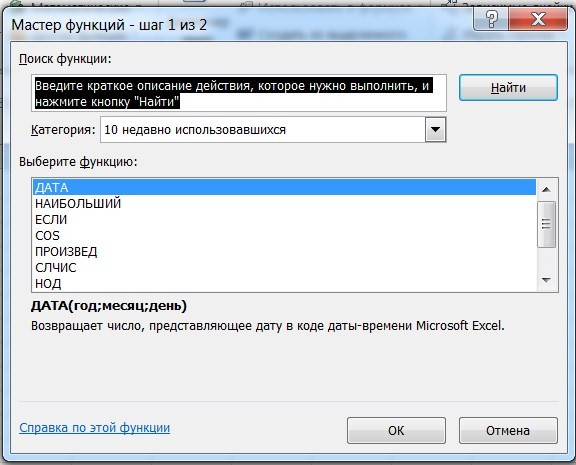 Мастер функций - шаг 1 из 2
Поиск функции:
Введите краткое описание действия, которое нужно выполнить, и
нажмите кнопку "Найти"
Найти
Категория: 10 недавно использовавшихся
Выберите функцию:
ДАТА
НАИБОЛЬШИЙ
ЕСЛИ
COS
ПРОИЗВЕД
СЛЧИС
НОД
ДАТА(год;месяц;день)
Возвращает число, представляющее дату в коде даты-времени Microsoft Excel.
Справка по этой функции
ОК
Отмена